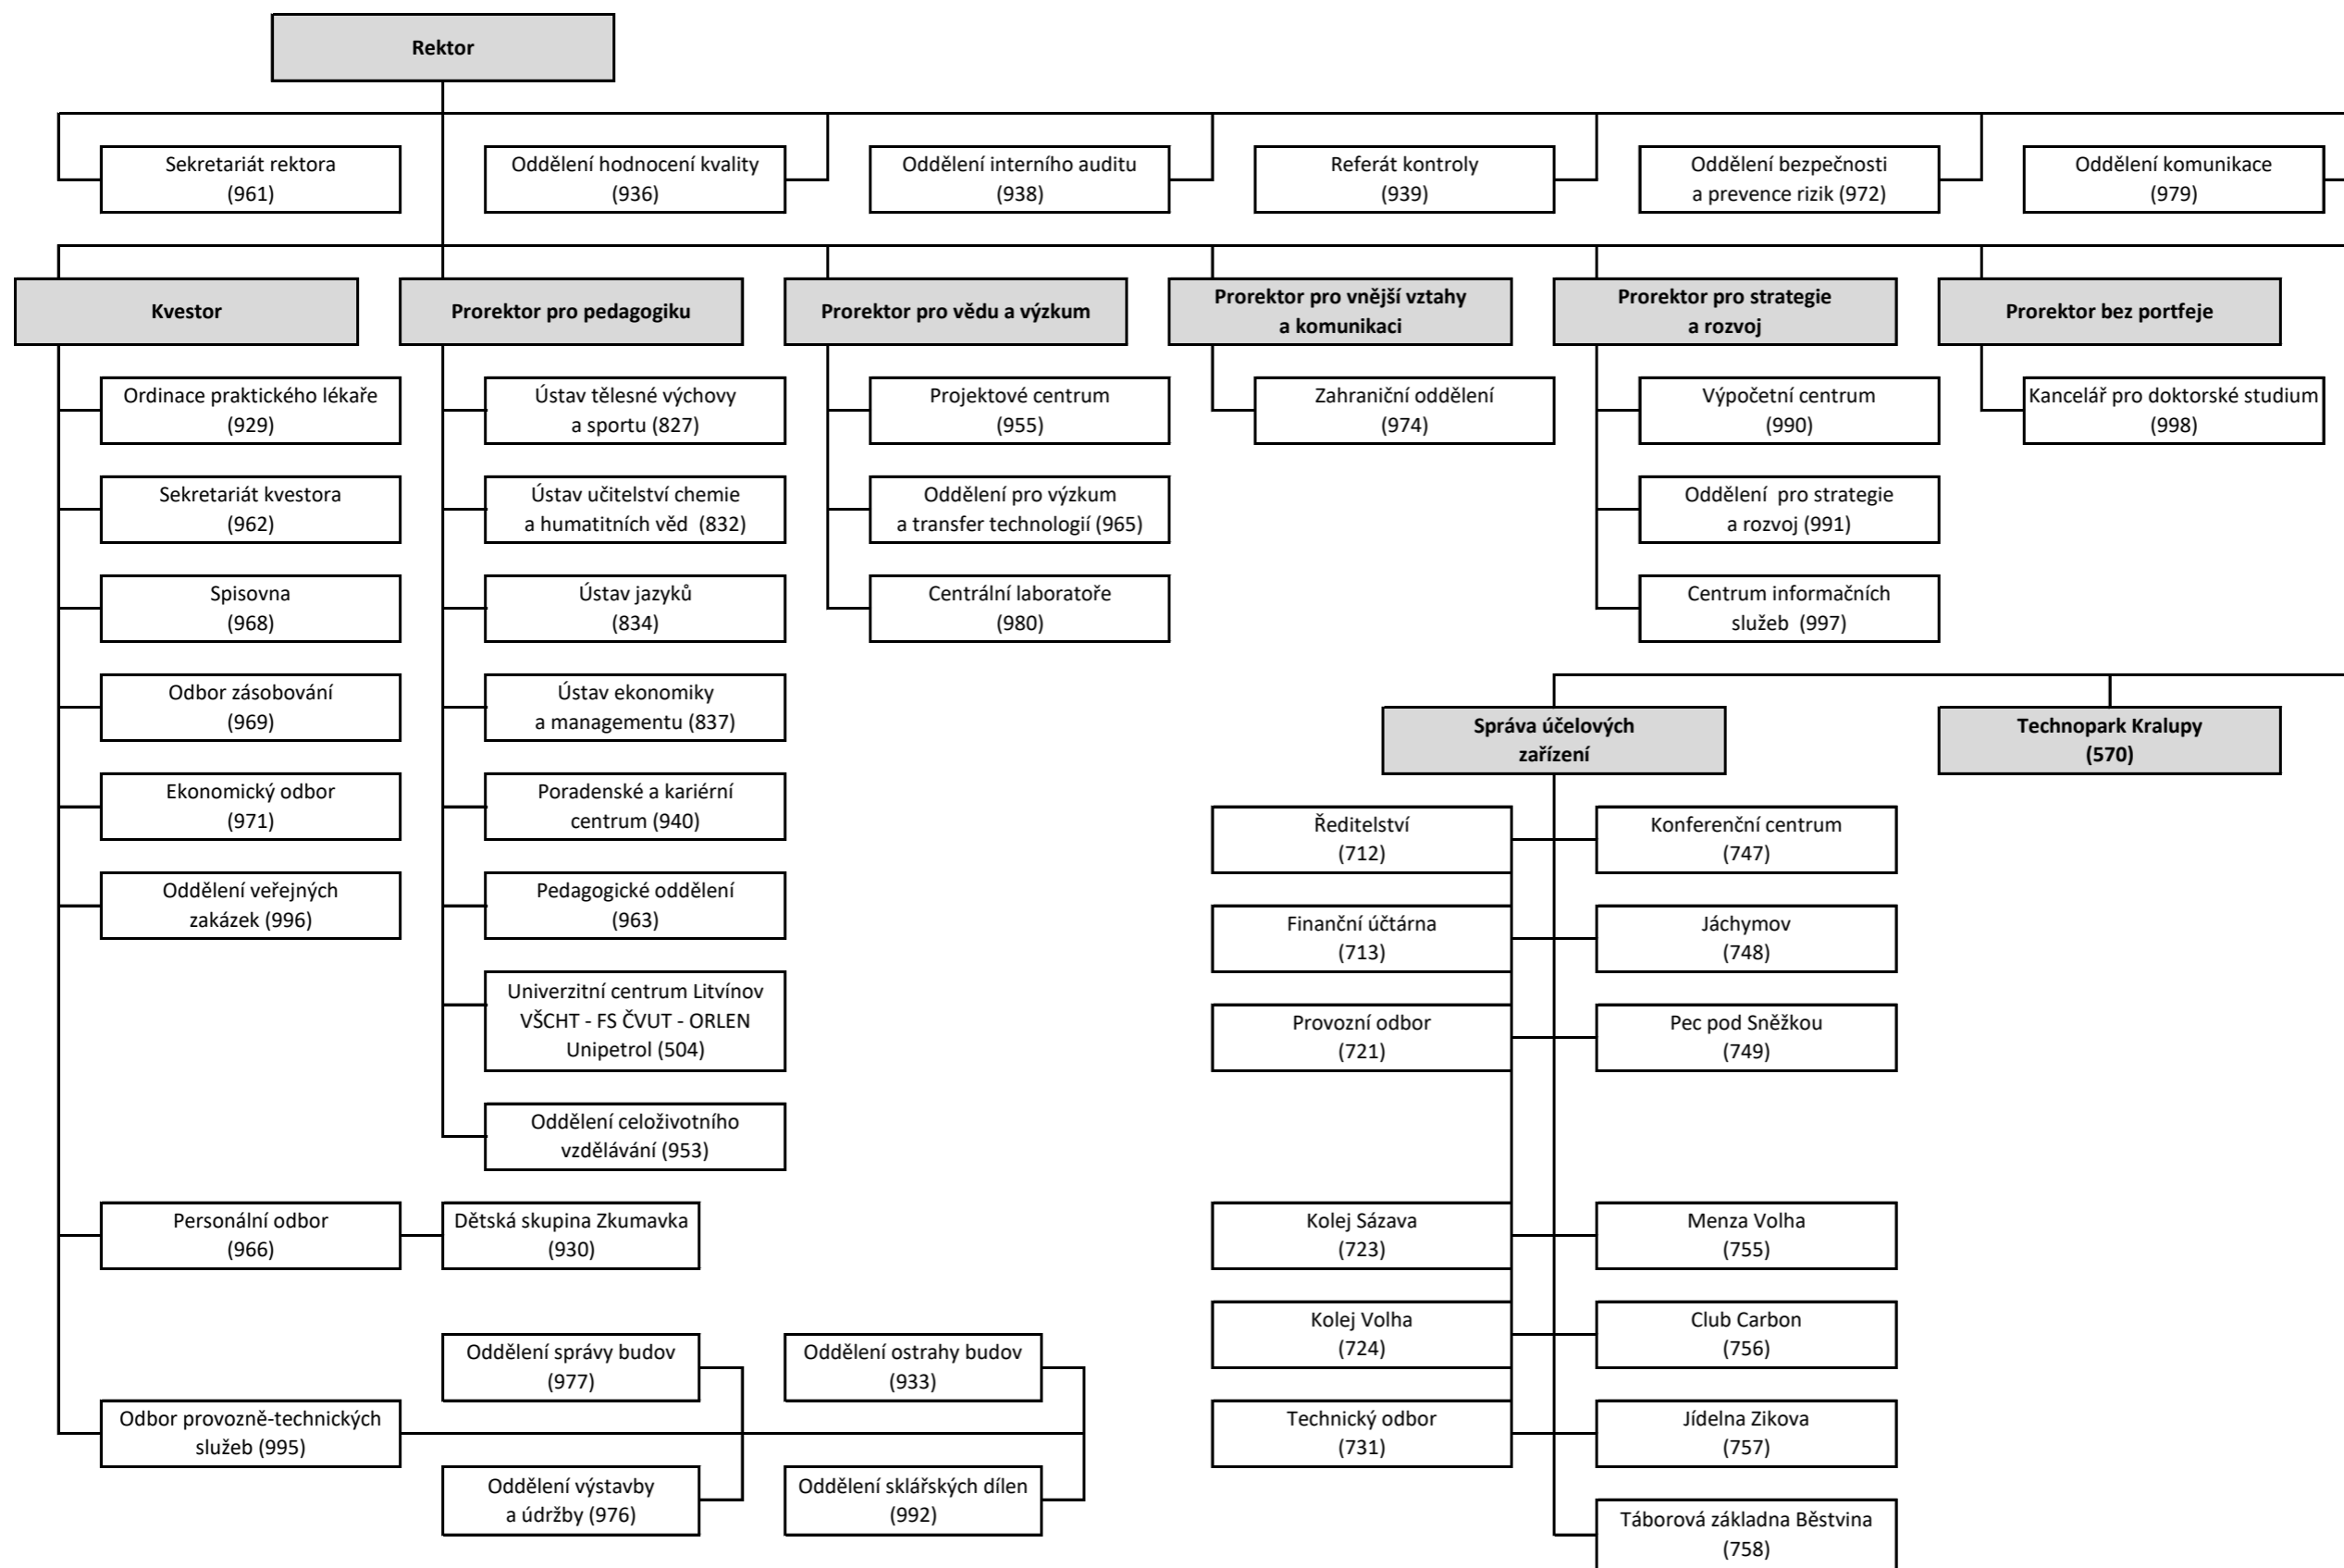 Rektor
Sekretariát rektora
(961)
Oddělení hodnocení kvality
(936)
Oddělení interního auditu
(938)
Referát kontroly
(939)
Oddělení bezpečnosti
a prevence rizik (972)
Oddělení komunikace
(979)
Kvestor
Prorektor pro pedagogiku
Prorektor pro vědu a výzkum
Prorektor pro vnější vztahy
a komunikaci
Prorektor pro strategie
a rozvoj
Prorektor bez portfeje
Ordinace praktického lékaře
(929)
Sekretariát kvestora
(962)
Spisovna
(968)
Odbor zásobování
(969)
Ekonomický odbor
(971)
Oddělení veřejných
zakázek (996)
Personální odbor
(966)
Dětská skupina Zkumavka
(930)
Odbor provozně-technických
služeb (995)
Oddělení správy budov
(977)
Oddělení ostrahy budov
(933)
Oddělení výstavby
a údržby (976)
Oddělení sklářských dílen
(992)
Ústav tělesné výchovy
a sportu (827)
Ústav učitelství chemie
a humatitních věd  (832)
Ústav jazyků
(834)
Ústav ekonomiky
a managementu (837)
Poradenské a kariérní
centrum (940)
Pedagogické oddělení
(963)
Univerzitní centrum Litvínov
VŠCHT - FS ČVUT - ORLEN
Unipetrol (504)
Oddělení celoživotního
vzdělávání (953)
Projektové centrum
(955)
Oddělení pro výzkum
a transfer technologií (965)
Centrální laboratoře
(980)
Zahraniční oddělení
(974)
Výpočetní centrum
(990)
Oddělení  pro strategie
a rozvoj (991)
Centrum informačních
služeb  (997)
Kancelář pro doktorské studium
(998)
Správa účelových
zařízení
Technopark Kralupy
(570)
Ředitelství
(712)
Konferenční centrum
(747)
Finanční účtárna
(713)
Jáchymov
(748)
Provozní odbor
(721)
Pec pod Sněžkou
(749)
Kolej Sázava
(723)
Menza Volha
(755)
Kolej Volha
(724)
Club Carbon
(756)
Technický odbor
(731)
Jídelna Zikova
(757)
Táborová základna Běstvina
(758)